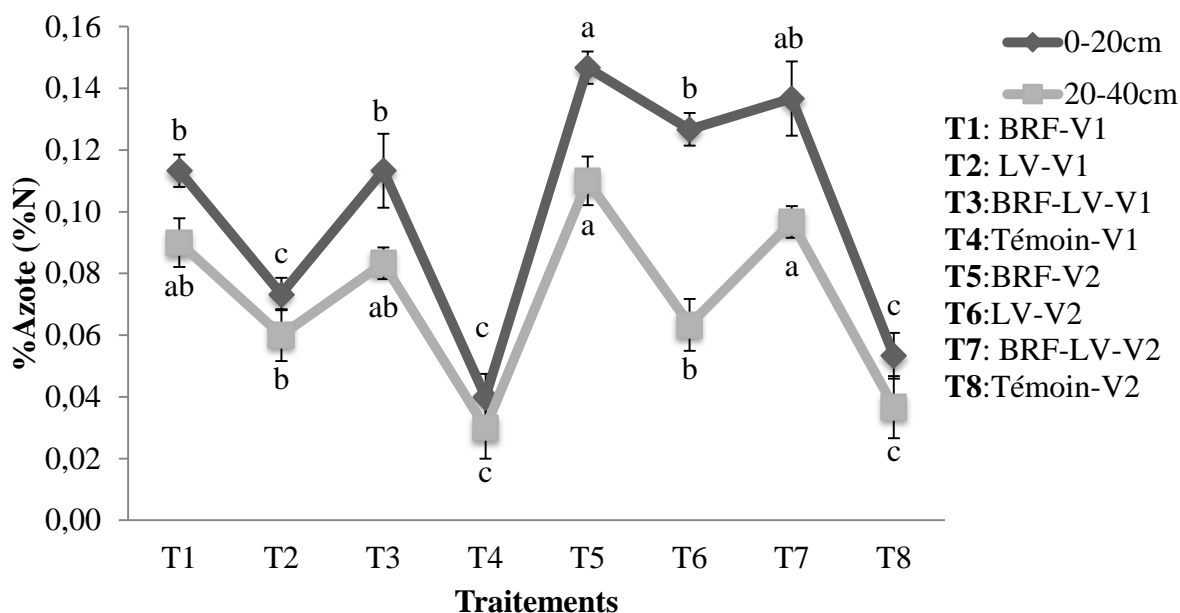 %Azote (%N)
0,16
0,14
0,12
0,10
0,08
0,06
0,04
0,02
0,00
b
c
b
c
a
b
ab
c
ab
b
ab
c
a
b
a
c
T1 T2 T3 T4 T5 T6 T7 T8
Traitements
0-20cm
20-40cm
T1: BRF-V1
T2: LV-V1
T3:BRF-LV-V1
T4:Témoin-V1
T5:BRF-V2
T6:LV-V2
T7: BRF-LV-V2
T8:Témoin-V2